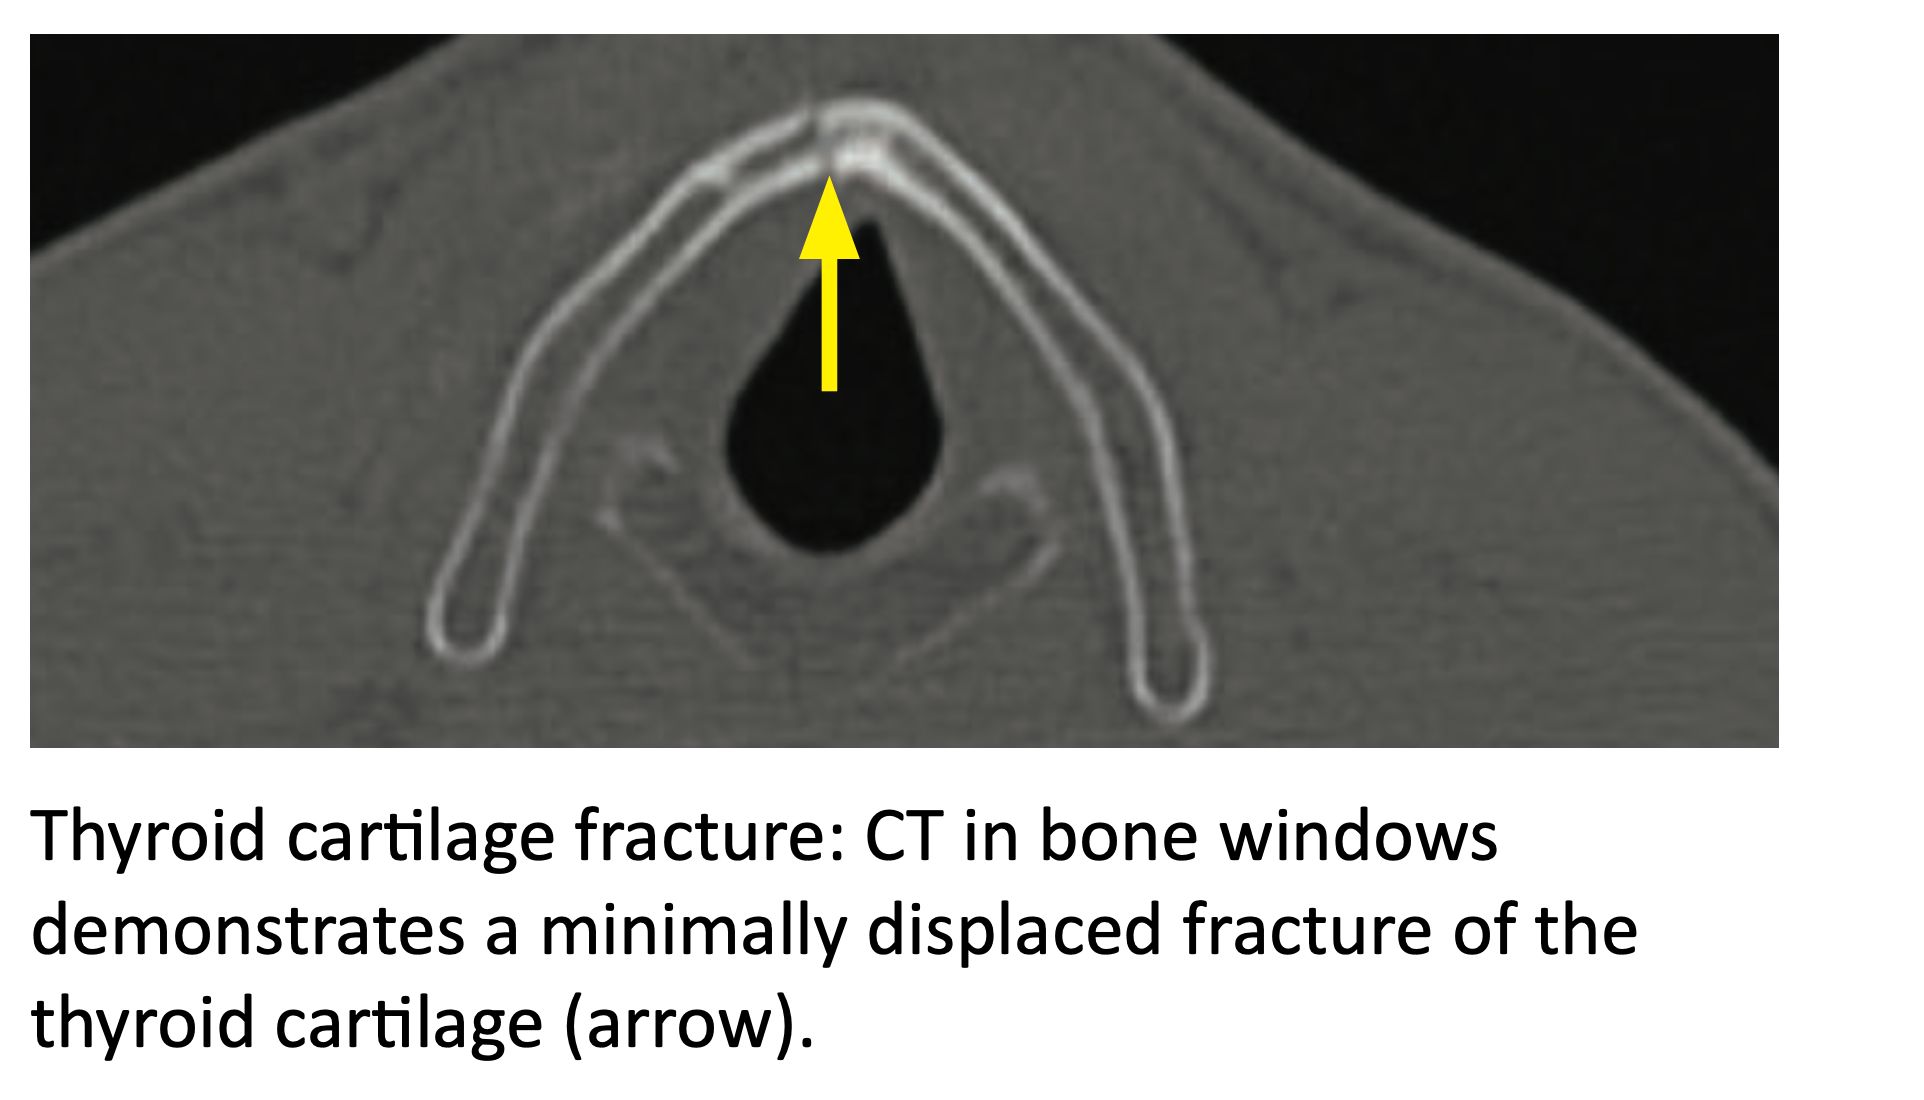 Thyroid cartilage fracture: CT in bone windows
demonstrates a minimally displaced fracture of the
thyroid cartilage (arrow).